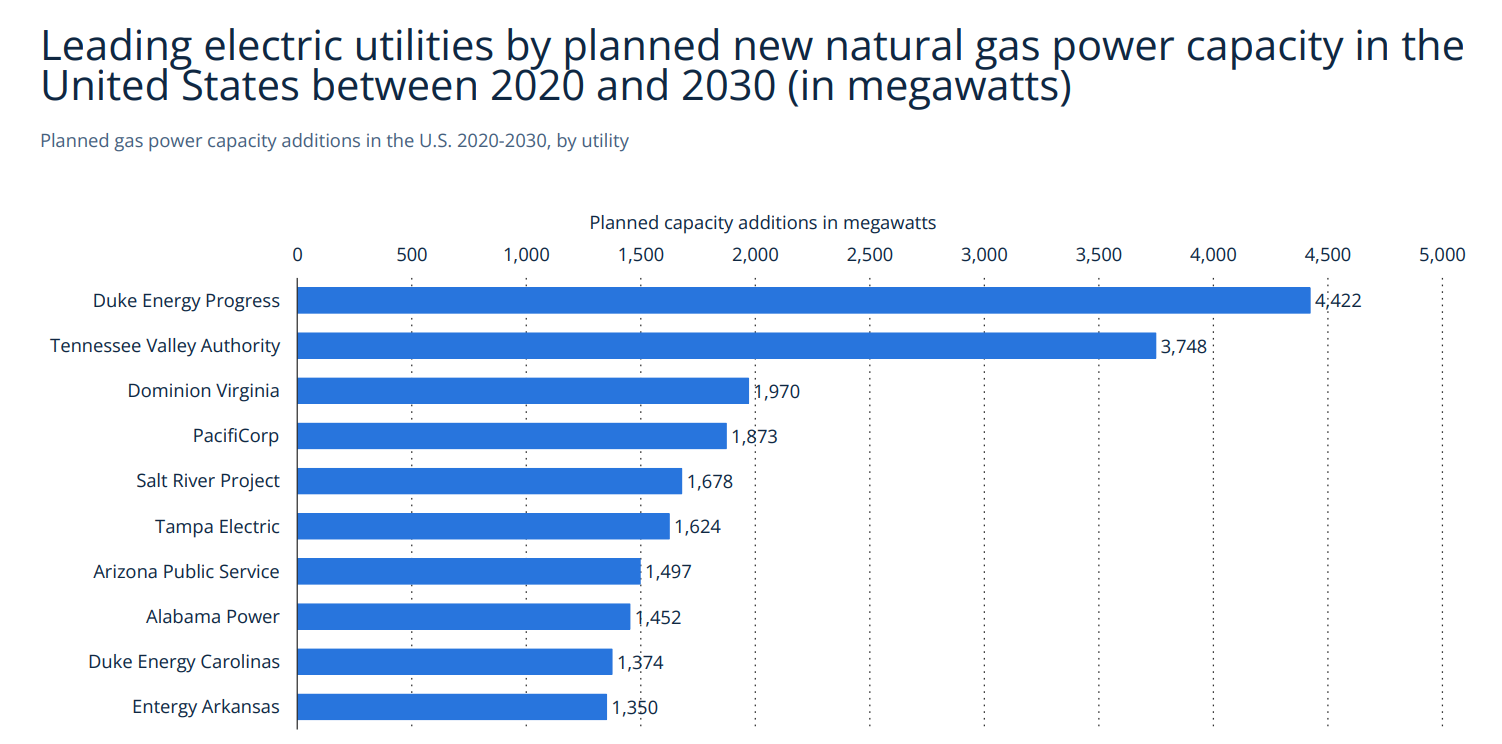 Leading electric utilities by planned new natural gas power capacity in the
United States between 2020 and 2030 (in megawatts)
Planned gas power capacity additions in the U.S. 2020-2030, by utility
Planned capacity additions in megawatts
0 500 1,000 1,500 2,000 2,500 3,000 3,500 4,000 4,500 5,000
Duke Energy Progress 4,422
Tennessee Valley Authority 3,748
Dominion Virginia 1,970
PacifiCorp 1,873
Salt River Project 1,678
Tampa Electric 1,624
Arizona Public Service 1,497
Alabama Power 1,452
Duke Energy Carolinas 1,374
Entergy Arkansas 1,350